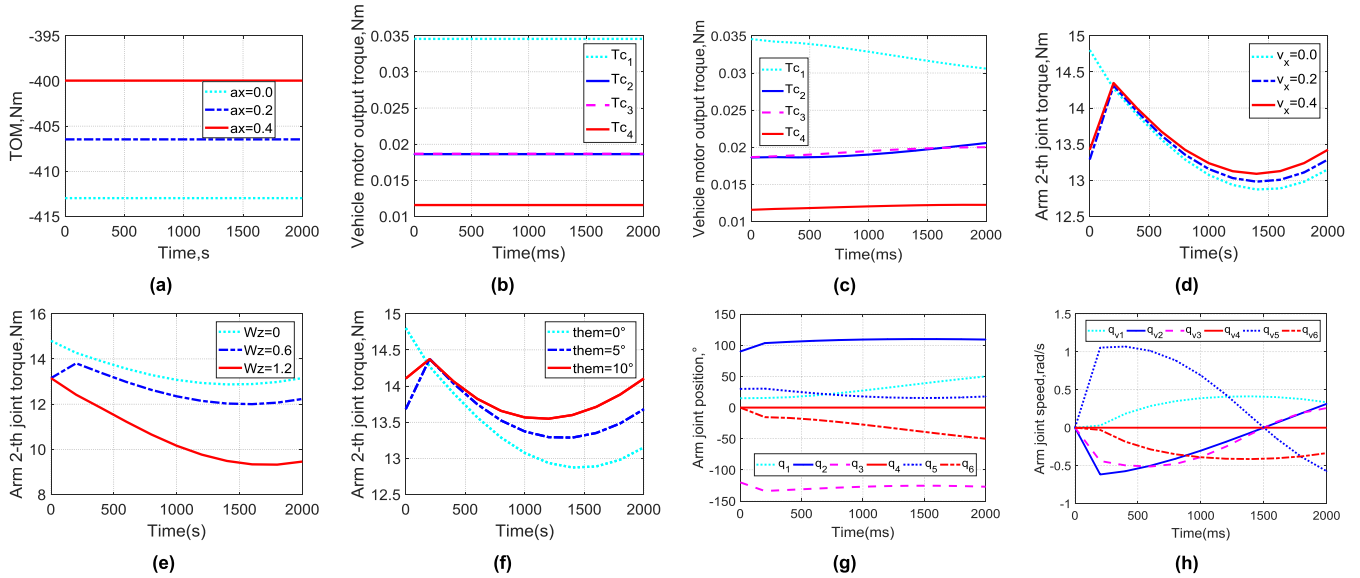 -395
-400
-405
-410
-415
TOM,Nm
ax=0.0
ax=0.2
ax=0.4
0
500
1000
1500
2000
Time,s
(a)
0.035
0.03
0.025
0.02
0.015
0.01
Vehicle motor output troque,Nm
Tc1
Tc2
Tc3
Tc4
0
500
1000
1500
2000
Time(ms)
(b)
0.035
0.03
0.025
0.02
0.015
0.01
Vehicle motor output troque,Nm
Tc1
Tc2
Tc3
Tc4
0
500
1000
1500
2000
Time(ms)
(c)
15
14.5
14
13.5
13
12.5
Arm 2-th joint torque,Nm
vx=0.0
vx=0.2
vx=0.4
0
500
1000
1500
2000
Time(s)
(d)
16
14
12
10
8
Arm 2-th joint torque,Nm
Wz=0
Wz=0.6
Wz=1.2
0
500
1000
1500
2000
Time(s)
(e)
15
14.5
14
13.5
13
12.5
Arm 2-th joint torque,Nm
them=0°
them=5°
them=10°
0
500
1000
1500
2000
Time(s)
(f)
100
50
0
-50
-100
-150
Arm joint position,°
q1 q2 q3 q4 q5 q6
0
500
1000
1500
2000
Time(ms)
(g)
1.5
1
0.5
0
-0.5
-1
Arm joint speed,rad/s
qv1 qv2 qv3 qv4 qv5 qv6
0
500
1000
1500
2000
Time(ms)
(h)